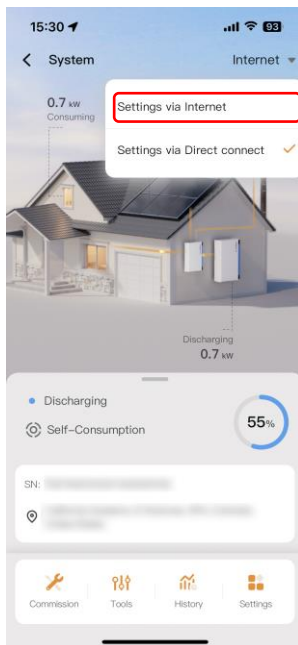 15:30
93
System
Internet
0.7 kW
Consuming
Settings via Internet
Settings via Direct connect
Discharging
0.7 kW
Discharging
Self-Consumption
55%
SN:
Commission
Tools
History
Settings